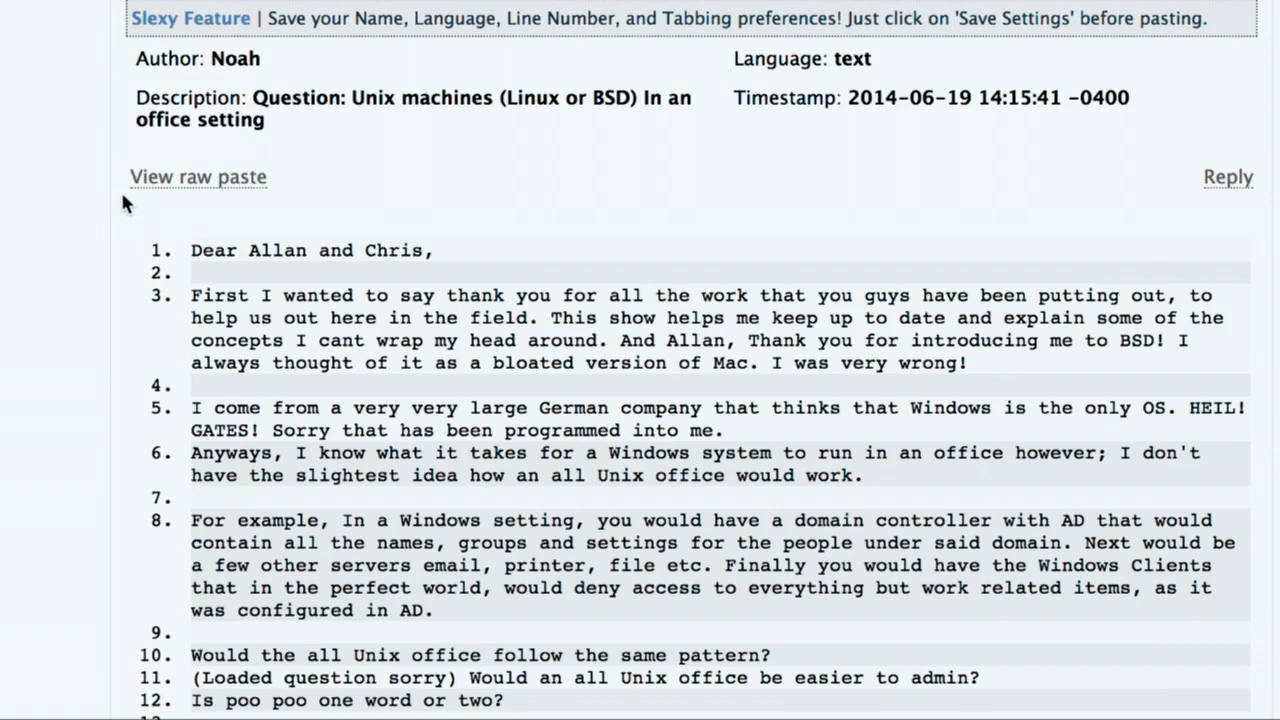 Slexy Feature | Save your Name, Language, Line Number, and Tabbing preferences! Just click on 'Save Settings' before pasting.
Author: Noah
Language: text
Description: Question: Unix machines (Linux or BSD) In an
office setting
Timestamp: 2014-06-19 14:15:41 -0400
View raw paste
Reply
1. Dear Allan and Chris,
2.
3. First I wanted to say thank you for all the work that you guys have been putting out, to
help us out here in the field. This show helps me keep up to date and explain some of the
concepts I cant wrap my head around. And Allan, Thank you for introducing me to BSD! I
always thought of it as a bloated version of Mac. I was very wrong!
4.
5. I come from a very very large German company that thinks that Windows is the only OS. HEIL!
GATES! Sorry that has been programmed into me.
6. Anyways, I know what it takes for a Windows system to run in an office however; I don't
have the slightest idea how an all Unix office would work.
7.
8. For example, In a Windows setting, you would have a domain controller with AD that would
contain all the names, groups and settings for the people under said domain. Next would be
a few other servers email, printer, file etc. Finally you would have the Windows Clients
that in the perfect world, would deny access to everything but work related items, as it
was configured in AD.
9.
10. Would the all Unix office follow the same pattern?
11. (Loaded question sorry) Would an all Unix office be easier to admin?
12. Is poo poo one word or two?